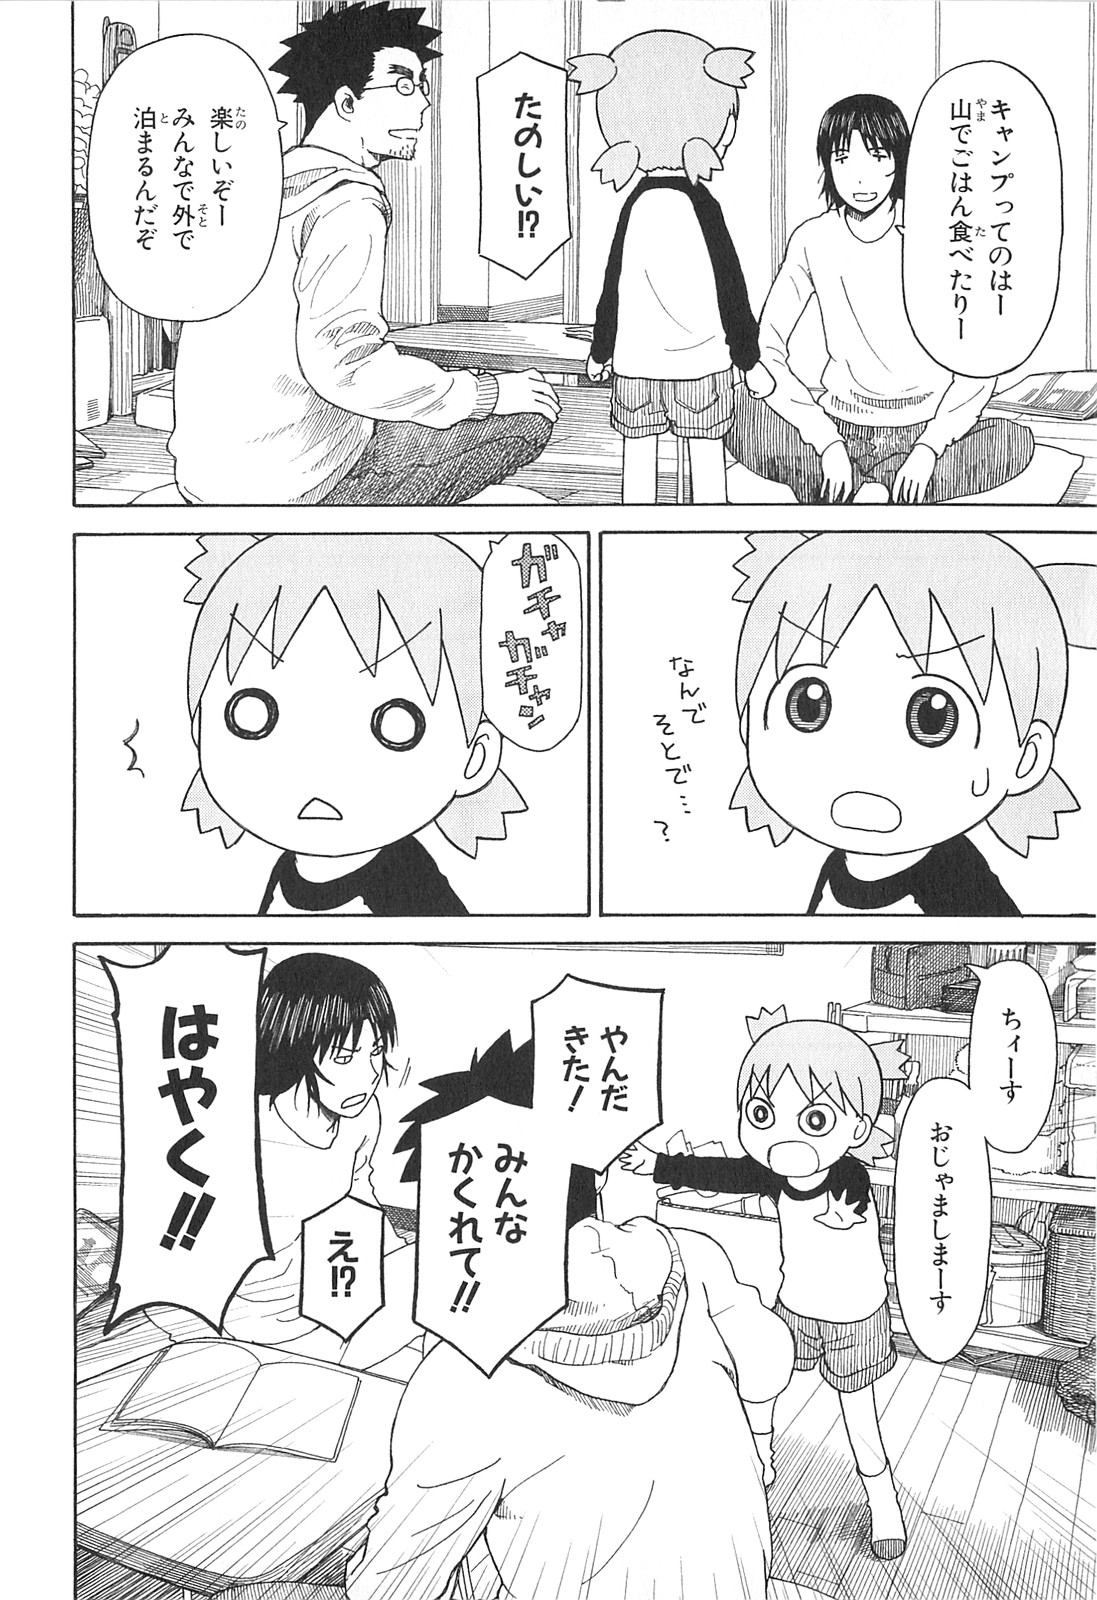 キャンプってのはー
山でごはん食べたりー
たのしい!?
楽しいぞー
みんなで外で
泊まるんだぞ
なんで
そとで…?
ガチャ
ガチャン
ちィーす
おじゃましまーす
やんだ
きた!
みんな
かくれて!!
え!?
はやく!!